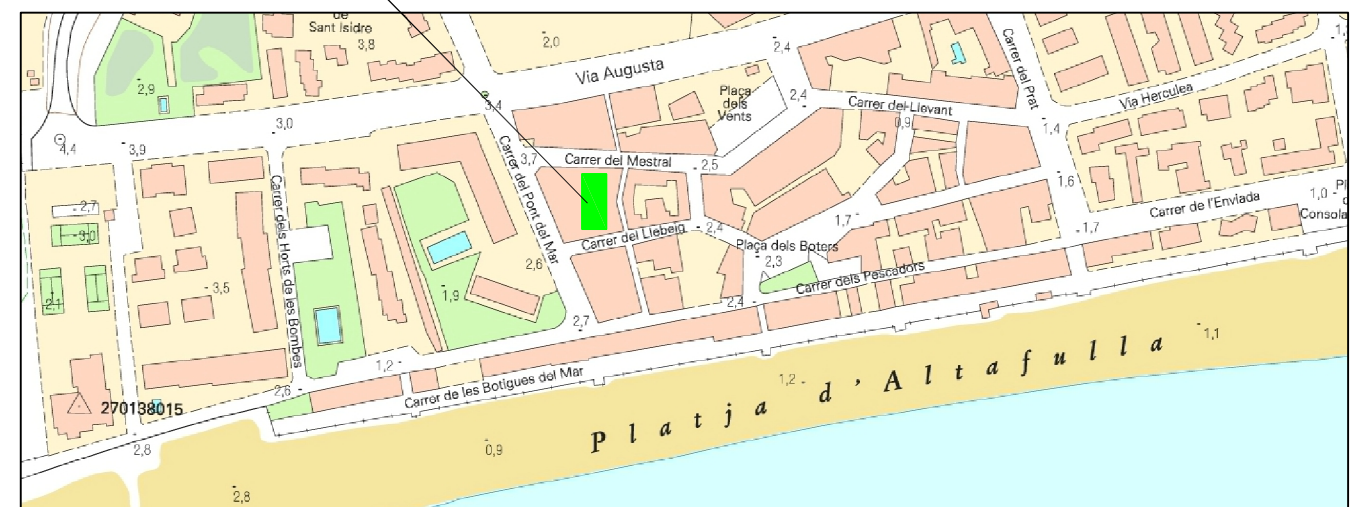 de
Sant Isidre
3,8
2,0
2,4
Via Augusta
2,9
Plaça
dels
Vents
2,4
Carrer del Llevant
Carrer del Prat
Via Herculea
3,4
3,0
0,9
1,4
4,4
3,9
3,7
Carrer del Mestral
2,5
Carrer del Pont del Mar
1,6
Carrer dels Horts de les Bombes
2,7
3,0
1,0
Consola
Carrer de l'Enviada
1,7
1,7
Carrer del Llebeig
2,4
Plaça dels Boters
2,3
2,6
Carrer dels Pescadors
3,5
1,9
2,1
2,4
2,7
1,1
1,2
1,2
Platja d'Altafulla
Carrer de les Botigues del Mar
2,6
270138015
2,8
0,9
2,8